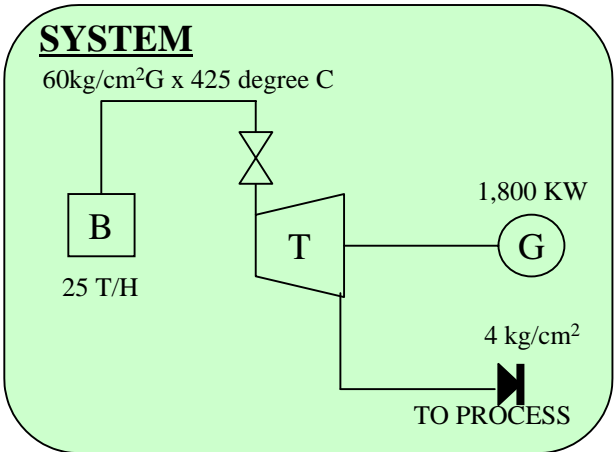 SYSTEM
60kg/cm²G x 425 degree C
1,800 KW
B
T
G
25 T/H
4 kg/cm²
TO PROCESS